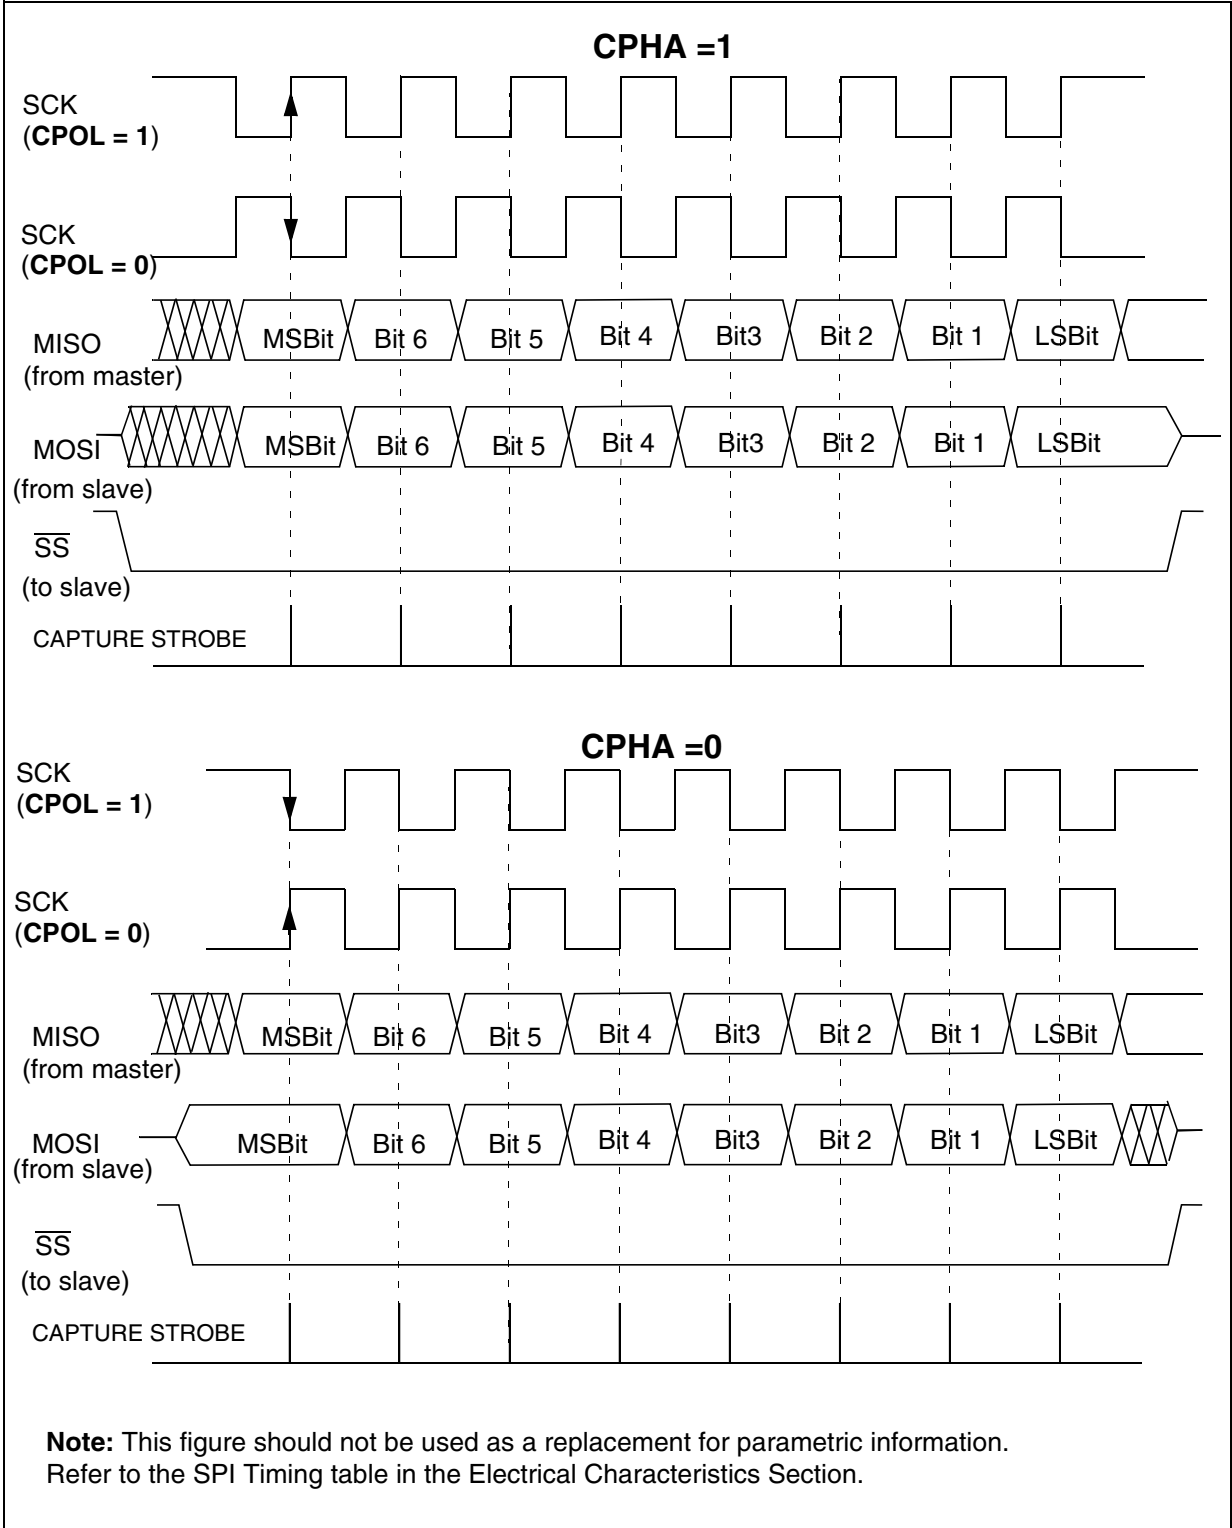 CPHA =1
SCK
(CPOL = 1)
SCK
(CPOL = 0)
MISO
(from master)
MSBit Bit 6 Bit 5 Bit 4 Bit3 Bit 2 Bit 1 LSBit
MOSI
(from slave)
MSBit Bit 6 Bit 5 Bit 4 Bit3 Bit 2 Bit 1 LSBit
SS
(to slave)
CAPTURE STROBE
CPHA =0
SCK
(CPOL = 1)
SCK
(CPOL = 0)
MISO
(from master)
MSBit Bit 6 Bit 5 Bit 4 Bit3 Bit 2 Bit 1 LSBit
MOSI
(from slave)
MSBit Bit 6 Bit 5 Bit 4 Bit3 Bit 2 Bit 1 LSBit
SS
(to slave)
CAPTURE STROBE
Note: This figure should not be used as a replacement for parametric information.
Refer to the SPI Timing table in the Electrical Characteristics Section.